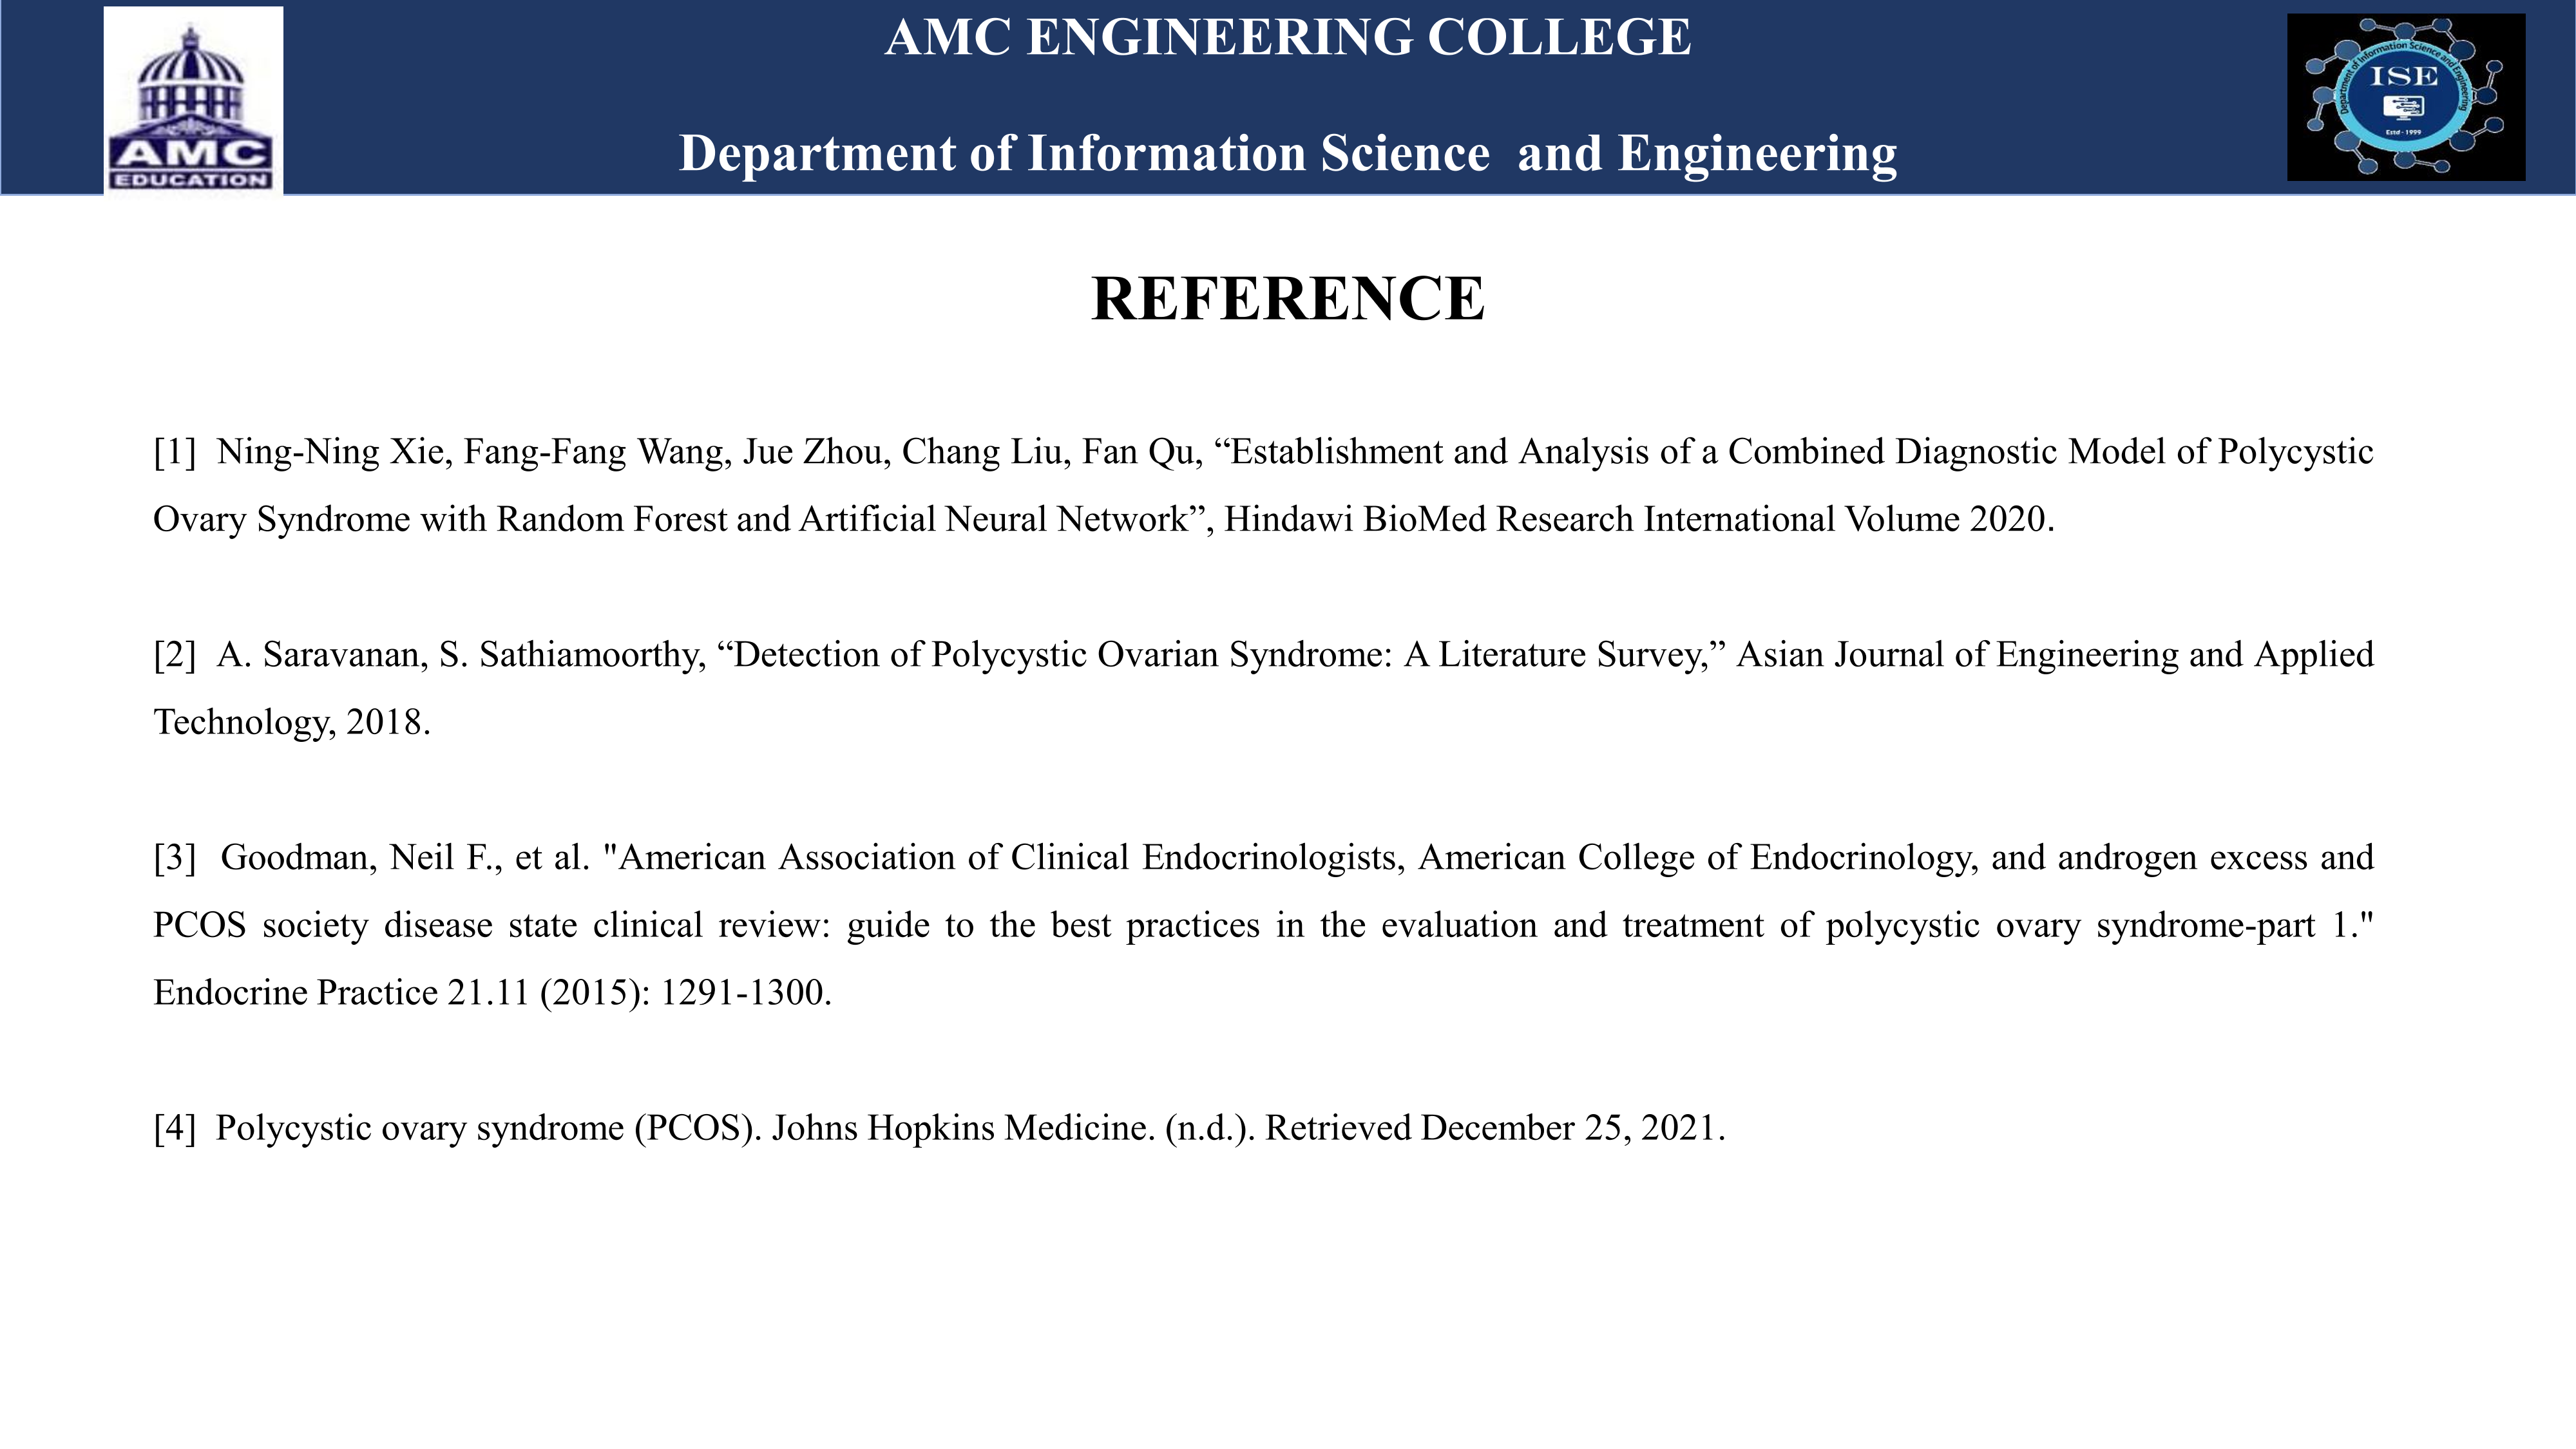 AMC ENGINEERING COLLEGE
Department of Information Science  and Engineering
AMC
EDUCATION
Department of Information Science and Engineering
ISE
Estd - 1999
REFERENCE
[1]  Ning-Ning Xie, Fang-Fang Wang, Jue Zhou, Chang Liu, Fan Qu, “Establishment and Analysis of a Combined Diagnostic Model of Polycystic
Ovary Syndrome with Random Forest and Artificial Neural Network”, Hindawi BioMed Research International Volume 2020.
[2]  A. Saravanan, S. Sathiamoorthy, “Detection of Polycystic Ovarian Syndrome: A Literature Survey,” Asian Journal of Engineering and Applied
Technology, 2018.
[3]  Goodman, Neil F., et al. "American Association of Clinical Endocrinologists, American College of Endocrinology, and androgen excess and
PCOS society disease state clinical review: guide to the best practices in the evaluation and treatment of polycystic ovary syndrome-part 1."
Endocrine Practice 21.11 (2015): 1291-1300.
[4]  Polycystic ovary syndrome (PCOS). Johns Hopkins Medicine. (n.d.). Retrieved December 25, 2021.